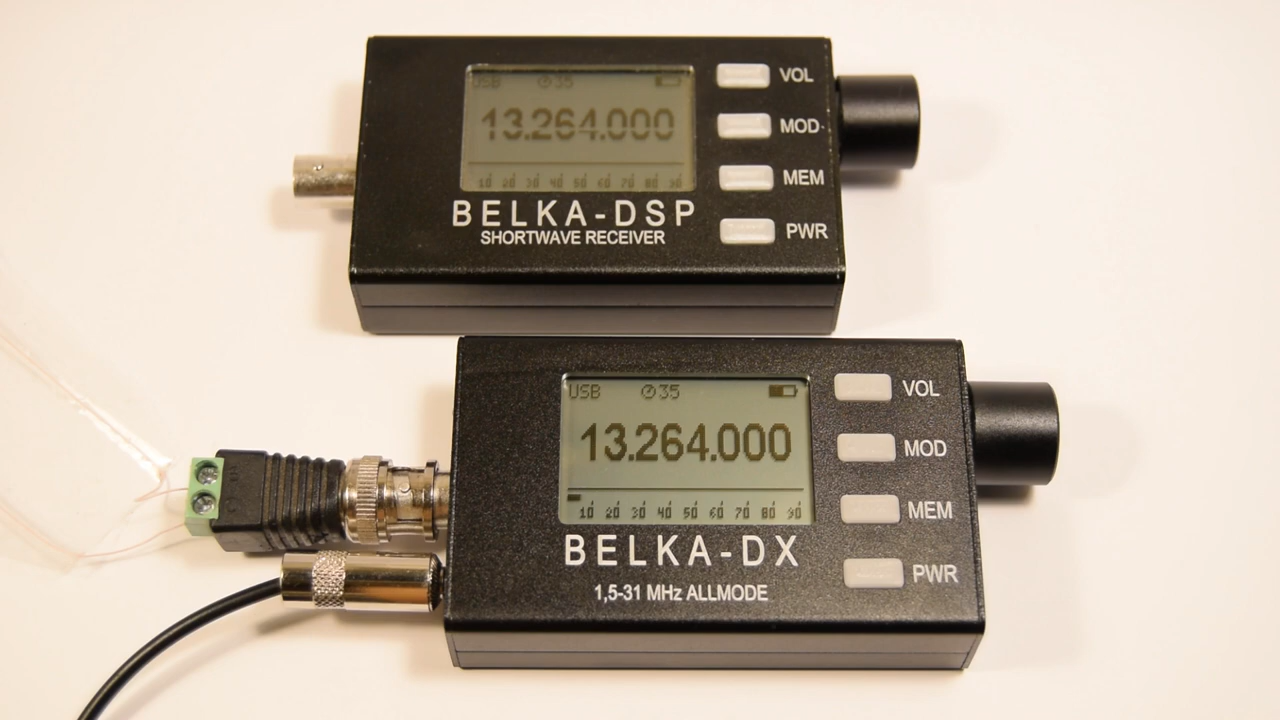 USB 35
13.264.000
10 20 30 40 50 60 70 80 90
BELKA-DSP
SHORTWAVE RECEIVER
VOL
MOD
MEM
PWR
USB 35
13.264.000
10 20 30 40 50 60 70 80 90
BELKA-DX
1,5-31 MHz ALLMODE
VOL
MOD
MEM
PWR